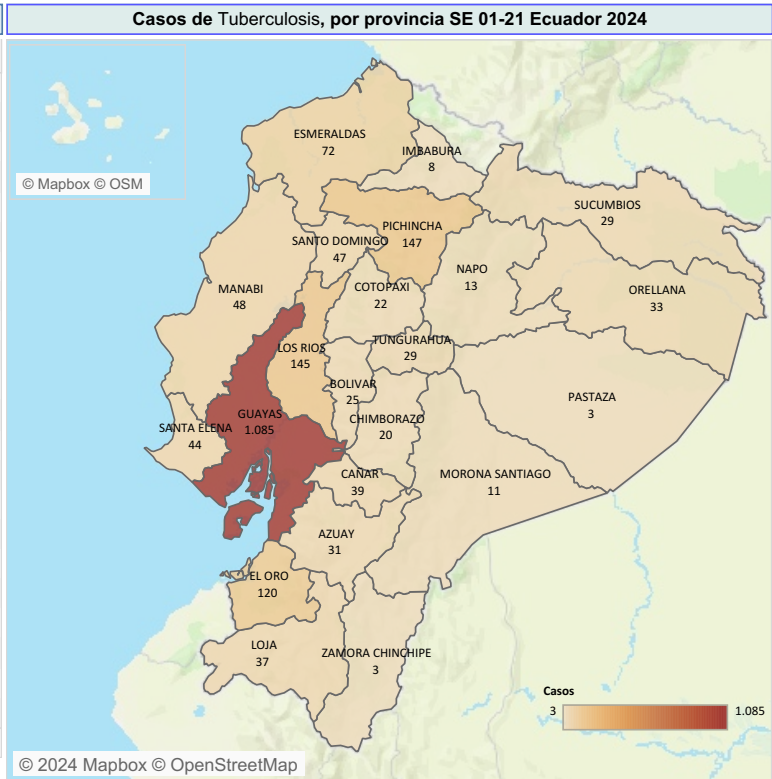 Casos de Tuberculosis, por provincia SE 01-21 Ecuador 2024
© Mapbox © OSM
ESMERALDAS
72
IMBABURA
8
SUCUMBIOS
29
PICHINCHA
147
SANTO DOMINGO
47
NAPO
13
MANABI
48
COTOPAXI
22
ORELLANA
33
LOS RIOS
145
TUNGURAHUA
29
BOLIVAR
25
PASTAZA
3
GUAYAS
1.085
CHIMBORAZO
20
SANTA ELENA
44
CAÑAR
39
MORONA SANTIAGO
11
AZUAY
31
EL ORO
120
LOJA
37
ZAMORA CHINCHIPE
3
Casos
3 1.085
© 2024 Mapbox © OpenStreetMap